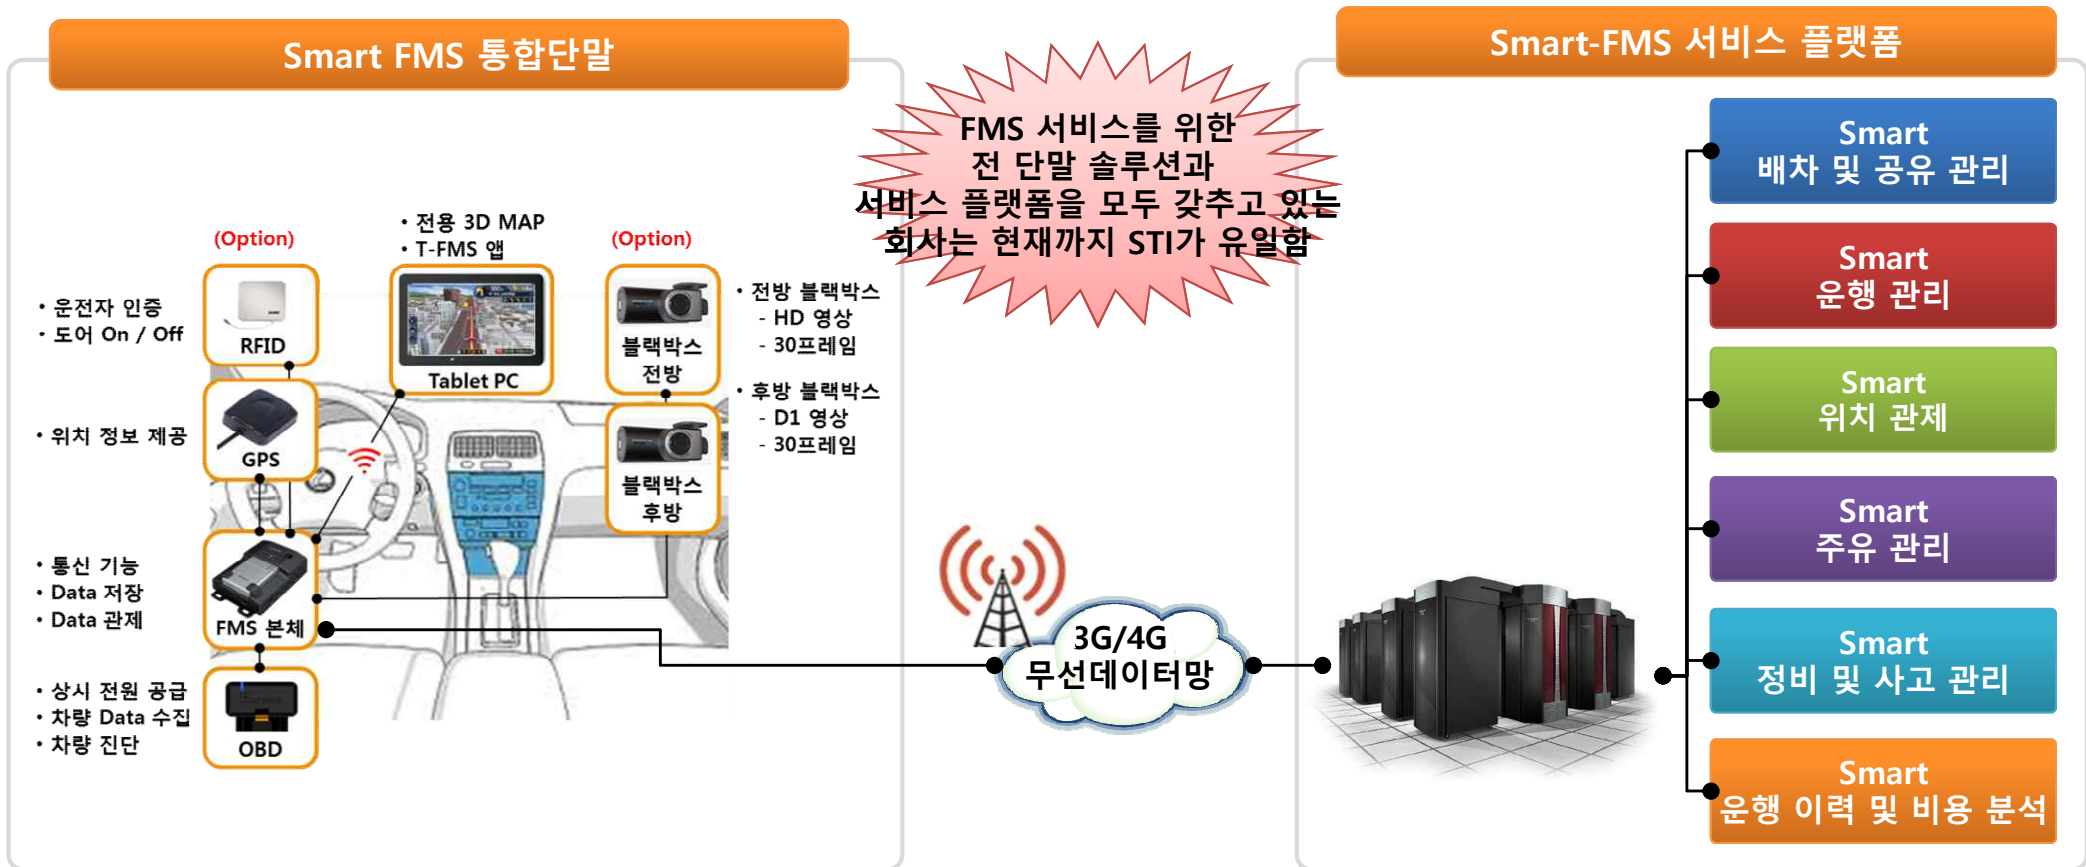 Smart FMS 통합단말
Smart-FMS 서비스 플랫폼
FMS 서비스를 위한
전 단말 솔루션과
서비스 플랫폼을 모두 갖추고 있는
회사는 현재까지 STI가 유일함
(Option)
• 운전자 인증
• 도어 On / Off
RFID
• 전용 3D MAP
• T-FMS 앱
Tablet PC
(Option)
블랙박스
전방
• 전방 블랙박스
- HD 영상
- 30프레임
블랙박스
후방
• 후방 블랙박스
- D1 영상
- 30프레임
• 위치 정보 제공
GPS
• 통신 기능
• Data 저장
• Data 관제
FMS 본체
• 상시 전원 공급
• 차량 Data 수집
• 차량 진단
OBD
3G/4G
무선데이터망
Smart
배차 및 공유 관리
Smart
운행 관리
Smart
위치 관제
Smart
주유 관리
Smart
정비 및 사고 관리
Smart
운행 이력 및 비용 분석